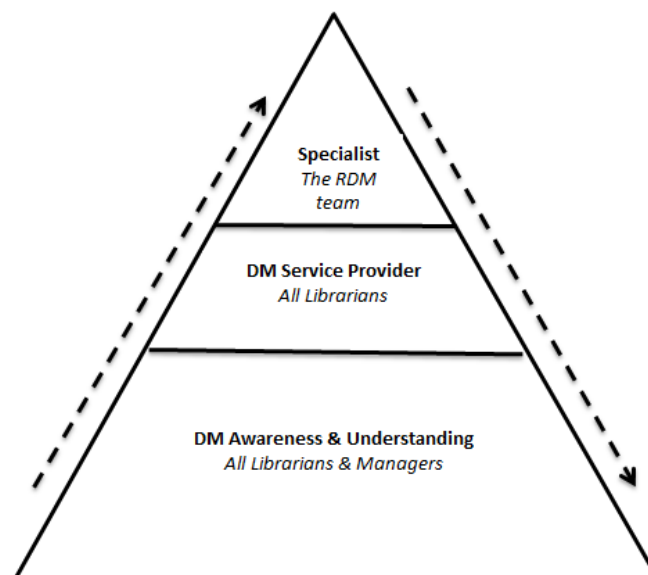 Specialist
The RDM
team
DM Service Provider
All Librarians
DM Awareness & Understanding
All Librarians & Managers